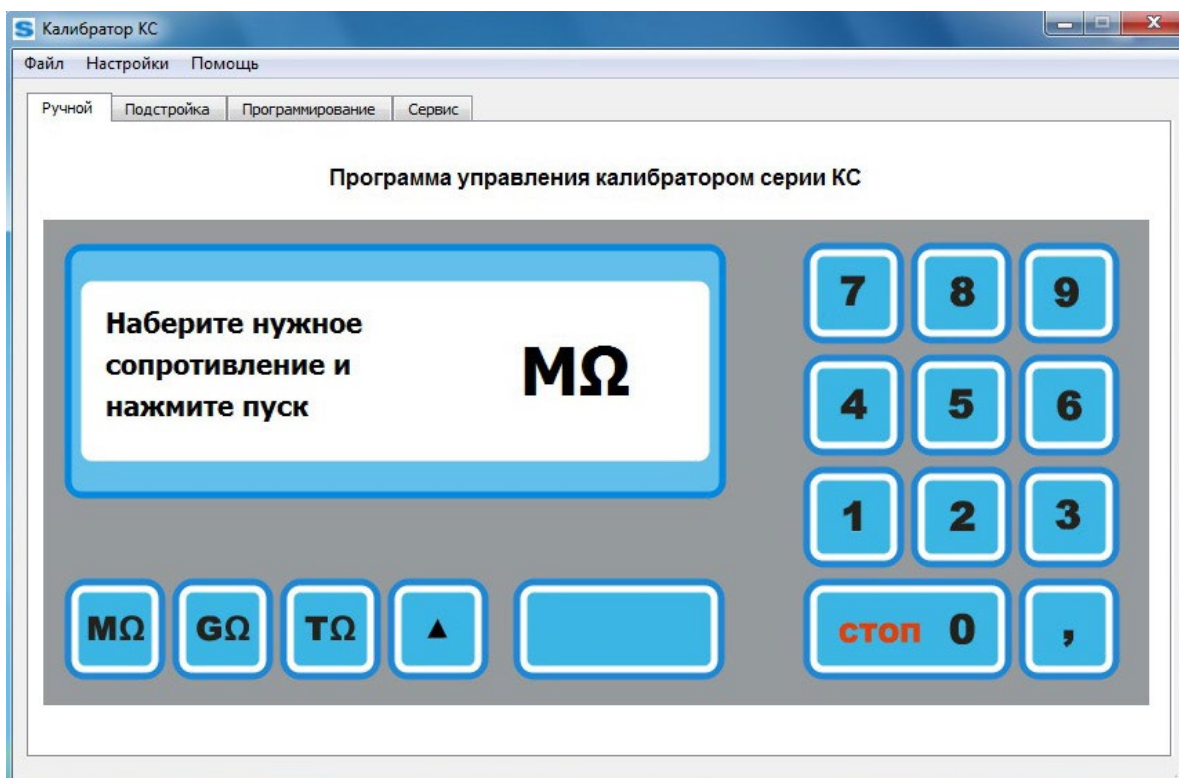 S Калибратор КС
Файл Настройки Помощь
Ручной Подстройка Программирование Сервис
Программа управления калибратором серии КС
Наберите нужное
сопротивление и
нажмите пуск
MΩ
7 8 9
4 5 6
1 2 3
MΩ GΩ TΩ ▲ стоп 0 ,